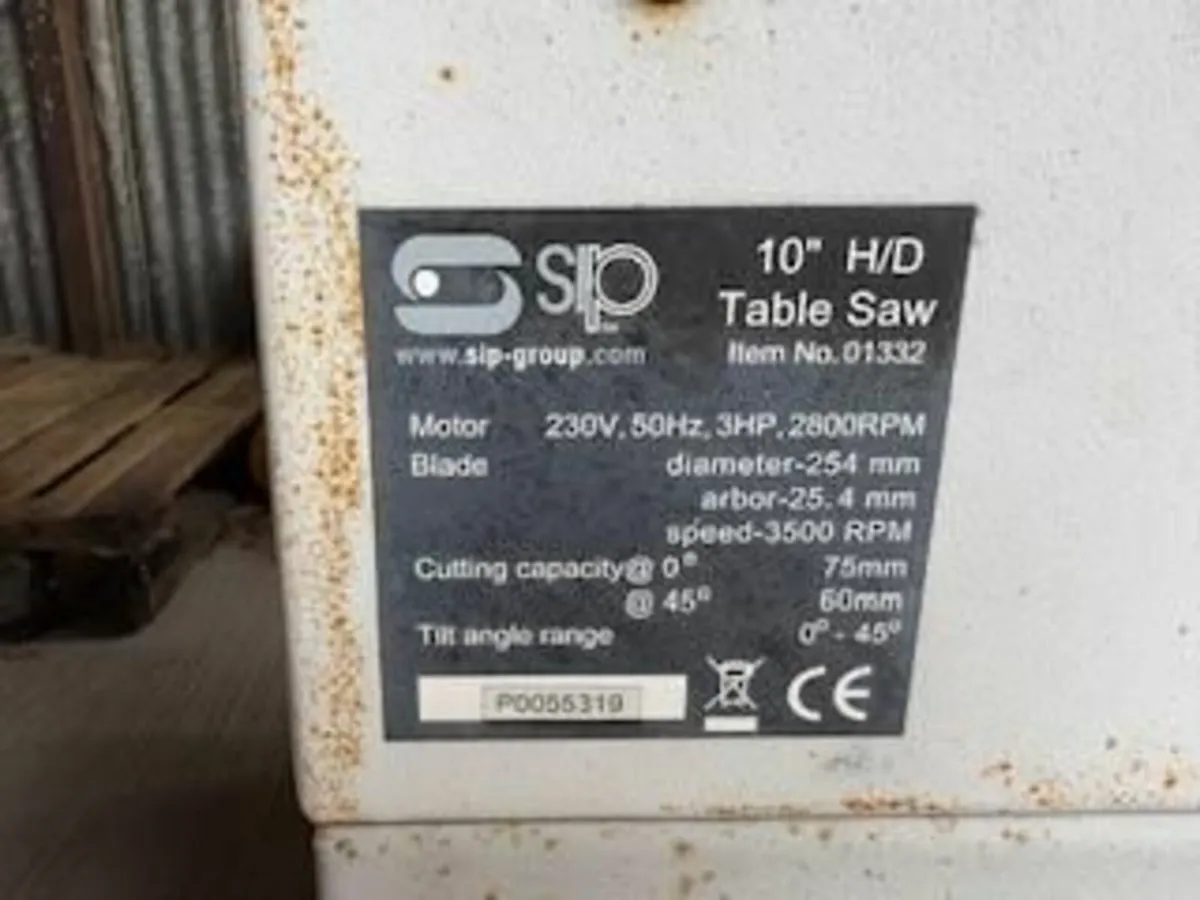 sip
www.sip-group.com
10" H/D
Table Saw
Item No. 01332
Motor 230V, 50Hz, 3HP, 2800RPM
Blade diameter-254 mm
arbor-25.4 mm
speed-3500 RPM
Cutting capacity@ 0° 75mm
@ 45° 60mm
Tilt angle range 0° - 45°
P0055319
CE